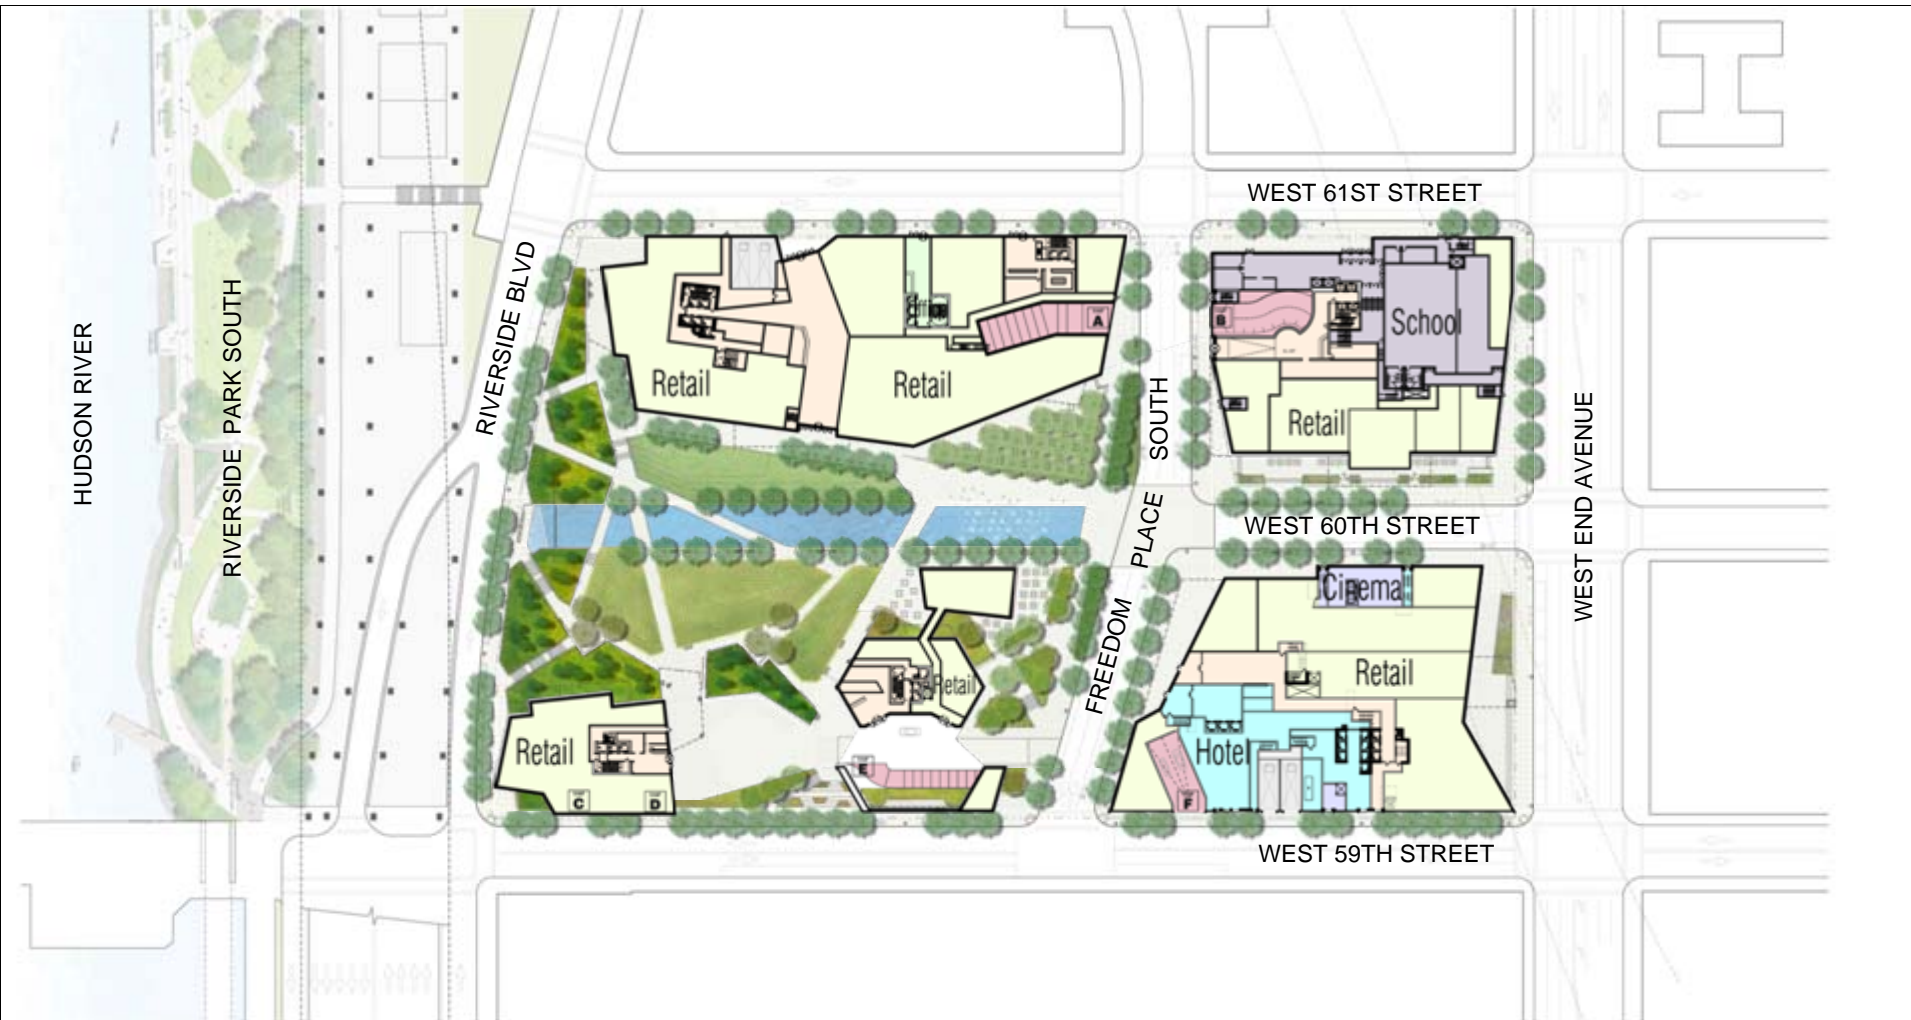 WEST 61ST STREET
HUDSON RIVER
RIVERSIDE PARK SOUTH
RIVERSIDE BLVD
A
B
School
Retail
Retail
Retail
FREEDOM PLACE SOUTH
WEST 60TH STREET
WEST END AVENUE
Cinema
Retail
Retail
Retail
Hotel
E
C
D
F
WEST 59TH STREET